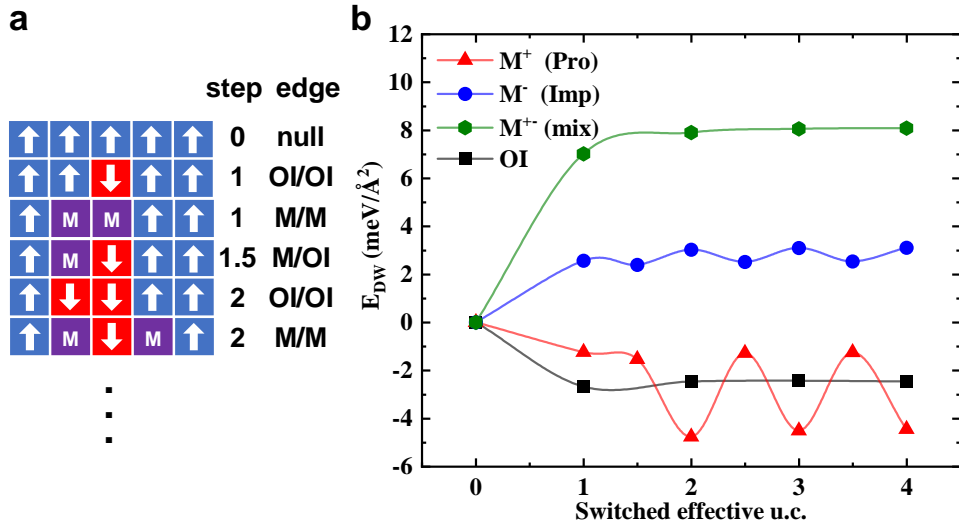 a
step edge
0 null
1 OI/OI
M M 1 M/M
M 1.5 M/OI
2 OI/OI
M M 2 M/M
b
12
10
8
6
4
2
0
-2
-4
-6
E_DW (meV/Å²)
M⁺ (Pro)
M⁻ (Imp)
M⁺⁻ (mix)
OI
0 1 2 3 4
Switched effective u.c.